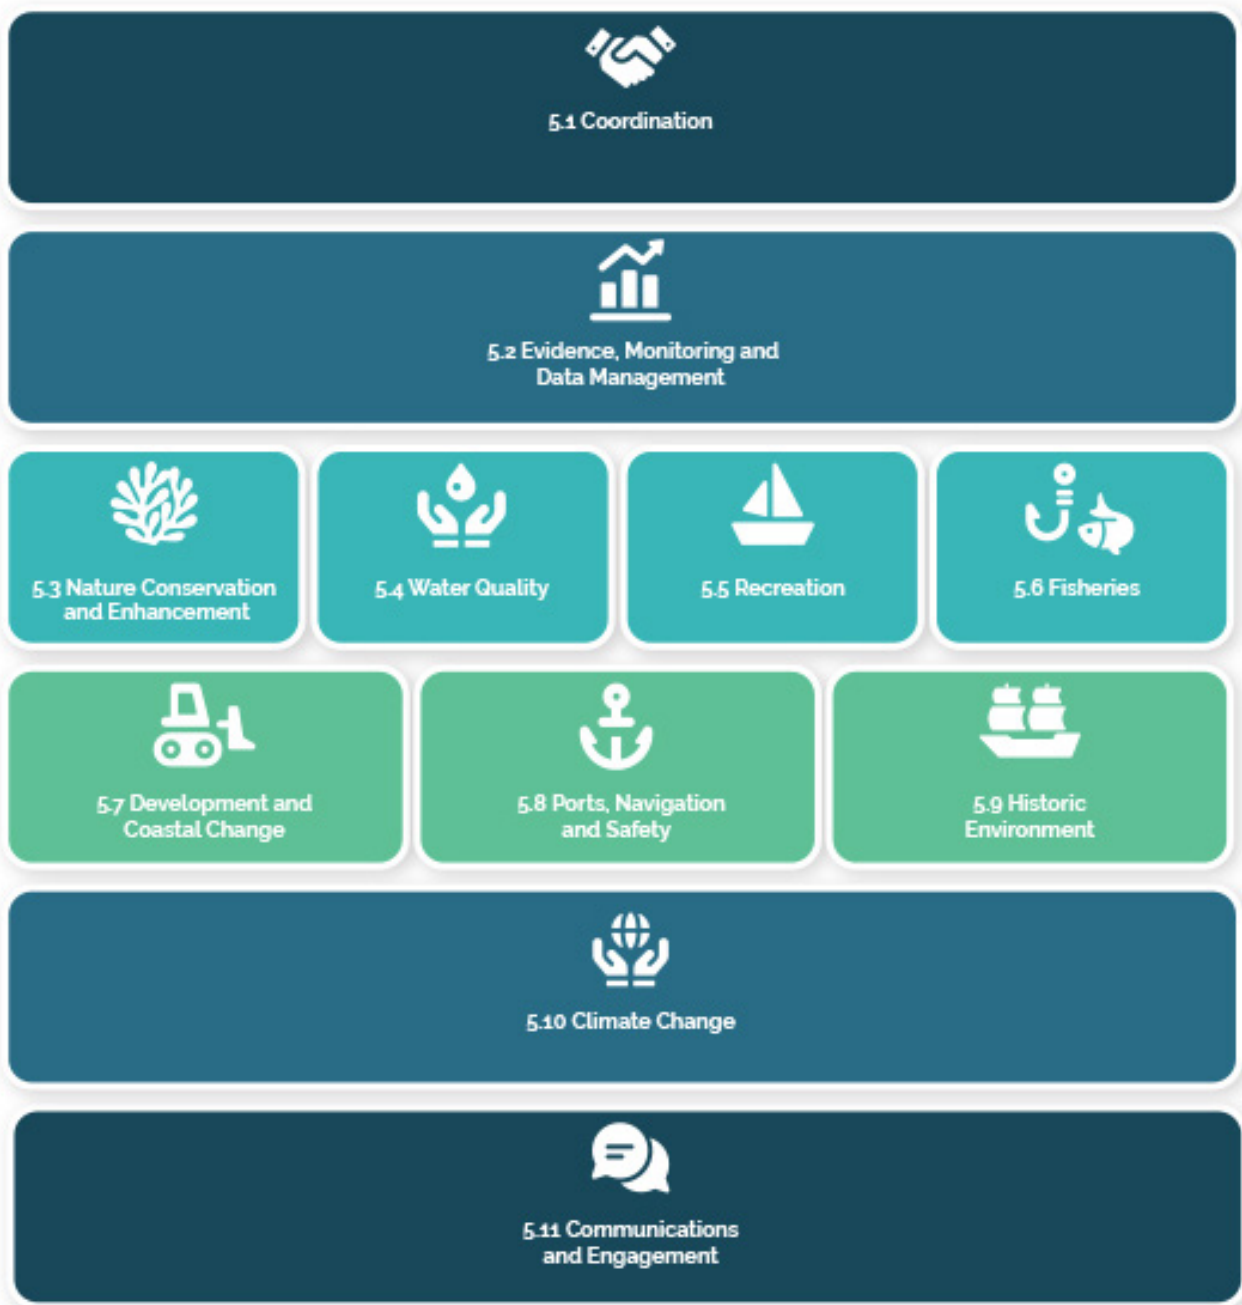 5.1 Coordination
5.2 Evidence, Monitoring and
Data Management
5.3 Nature Conservation
and Enhancement
5.4 Water Quality
5.5 Recreation
5.6 Fisheries
5.7 Development and
Coastal Change
5.8 Ports, Navigation
and Safety
5.9 Historic
Environment
5.10 Climate Change
5.11 Communications
and Engagement